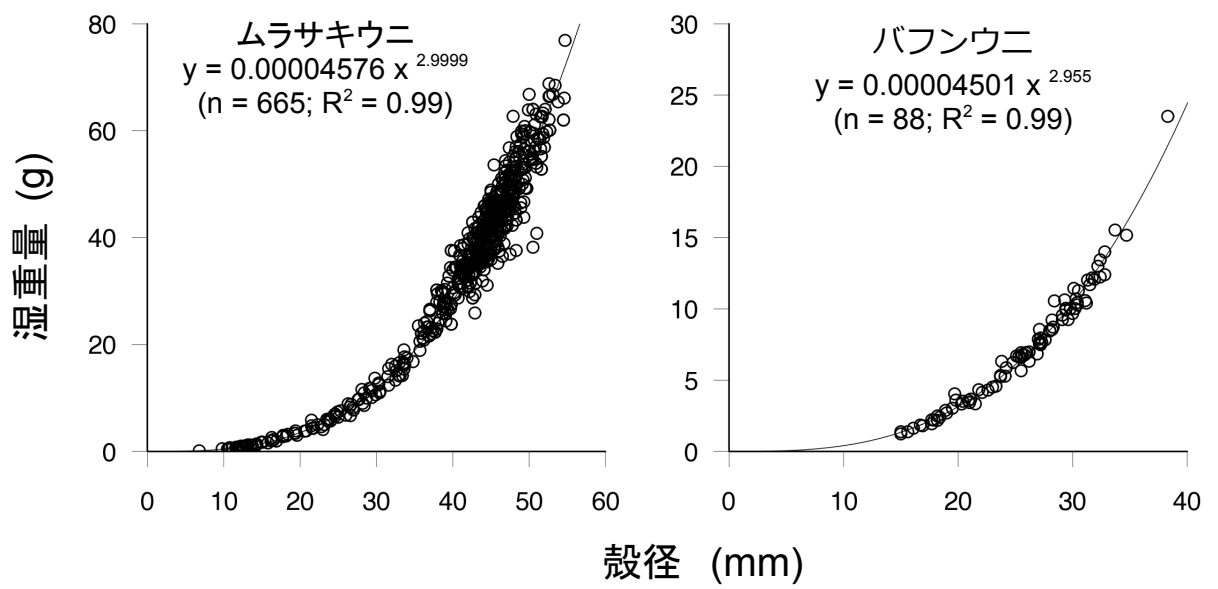 ムラサキウニ
y = 0.00004576 x 2.9999
(n = 665; R2 = 0.99)
80
60
40
20
0
0 10 20 30 40 50 60
湿重量 (g)
バフンウニ
y = 0.00004501 x 2.955
(n = 88; R2 = 0.99)
30
25
20
15
10
5
0
0 10 20 30 40
殻径 (mm)